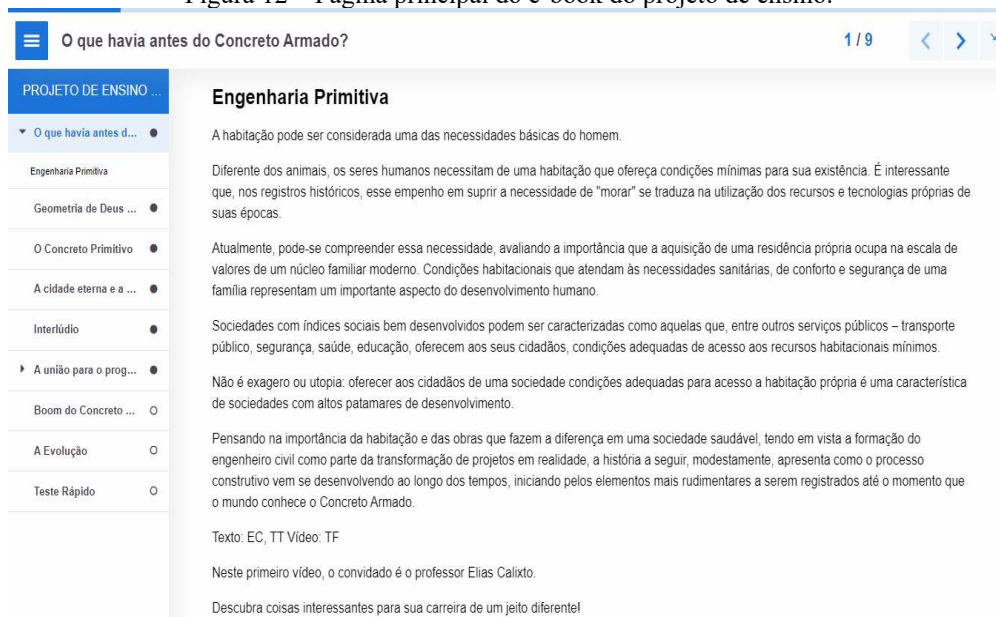 Figura 12 – Página principal do e-book do projeto de ensino.
O que havia antes do Concreto Armado?
1 / 9
PROJETO DE ENSINO ...
O que havia antes d...
Engenharia Primitiva
Geometria de Deus ...
O Concreto Primitivo
A cidade eterna e a ...
Interlúdio
A união para o prog...
Boom do Concreto ...
A Evolução
Teste Rápido
Engenharia Primitiva
A habitação pode ser considerada uma das necessidades básicas do homem.
Diferente dos animais, os seres humanos necessitam de uma habitação que ofereça condições mínimas para sua existência. É interessante
que, nos registros históricos, esse empenho em suprir a necessidade de "morar" se traduza na utilização dos recursos e tecnologias próprias de
suas épocas.
Atualmente, pode-se compreender essa necessidade, avaliando a importância que a aquisição de uma residência própria ocupa na escala de
valores de um núcleo familiar moderno. Condições habitacionais que atendam às necessidades sanitárias, de conforto e segurança de uma
família representam um importante aspecto do desenvolvimento humano.
Sociedades com índices sociais bem desenvolvidos podem ser caracterizadas como aquelas que, entre outros serviços públicos – transporte
público, segurança, saúde, educação, oferecem aos seus cidadãos, condições adequadas de acesso aos recursos habitacionais mínimos.
Não é exagero ou utopia: oferecer aos cidadãos de uma sociedade condições adequadas para acesso a habitação própria é uma característica
de sociedades com altos patamares de desenvolvimento.
Pensando na importância da habitação e das obras que fazem a diferença em uma sociedade saudável, tendo em vista a formação do
engenheiro civil como parte da transformação de projetos em realidade, a história a seguir, modestamente, apresenta como o processo
construtivo vem se desenvolvendo ao longo dos tempos, iniciando pelos elementos mais rudimentares a serem registrados até o momento que
o mundo conhece o Concreto Armado.
Texto: EC, TT Vídeo: TF
Neste primeiro vídeo, o convidado é o professor Elias Calixto.
Descubra coisas interessantes para sua carreira de um jeito diferente!